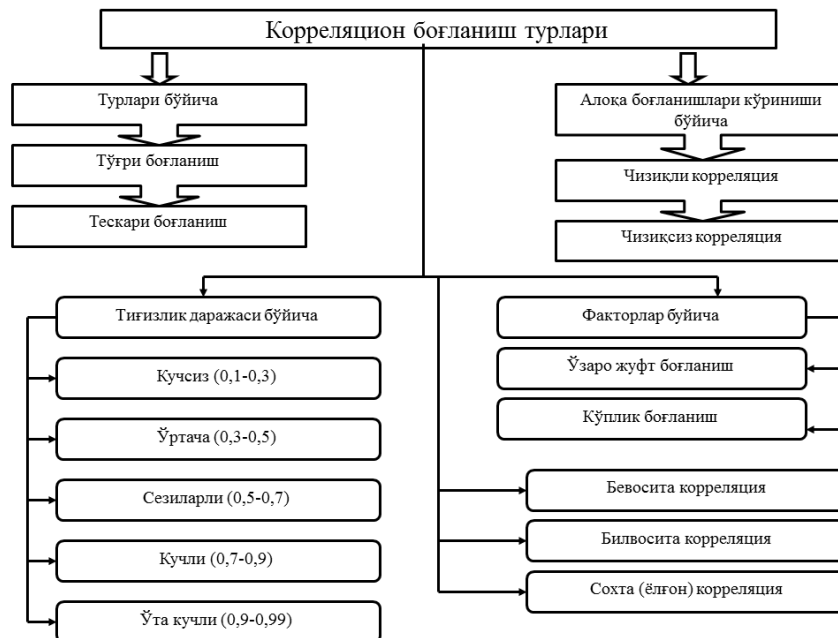 Корреляцион боғланиш турлари
Турлари бўйича
Тўғри боғланиш
Тескари боғланиш
Алоқа боғланишлари кўриниши
бўйича
Чизиқли корреляция
Чизиқсиз корреляция
Тиғизлик даражаси бўйича
Кучсиз (0,1-0,3)
Ўртача (0,3-0,5)
Сезиларли (0,5-0,7)
Кучли (0,7-0,9)
Ўта кучли (0,9-0,99)
Факторлар буйича
Ўзаро жуфт боғланиш
Кўплик боғланиш
Бевосита корреляция
Билвосита корреляция
Сохта (ёлғон) корреляция